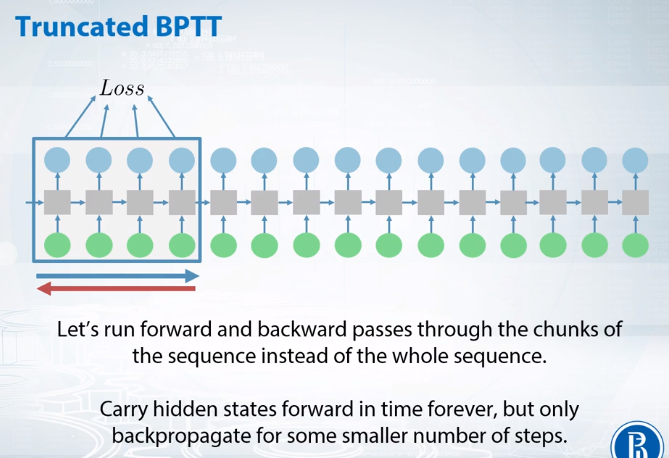 Truncated BPTT
Loss
Let's run forward and backward passes through the chunks of
the sequence instead of the whole sequence.
Carry hidden states forward in time forever, but only
backpropagate for some smaller number of steps.